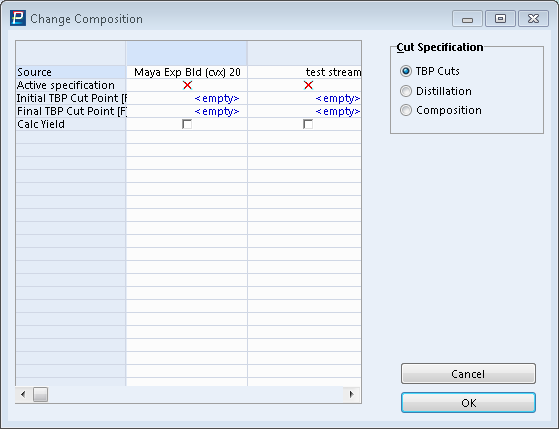 Change Composition
Source Maya Exp Bld (cvx) 20 test stream
Active specification
Initial TBP Cut Point [F <empty> <empty>
Final TBP Cut Point [F] <empty> <empty>
Calc Yield
Cut Specification
TBP Cuts
Distillation
Composition
Cancel
OK